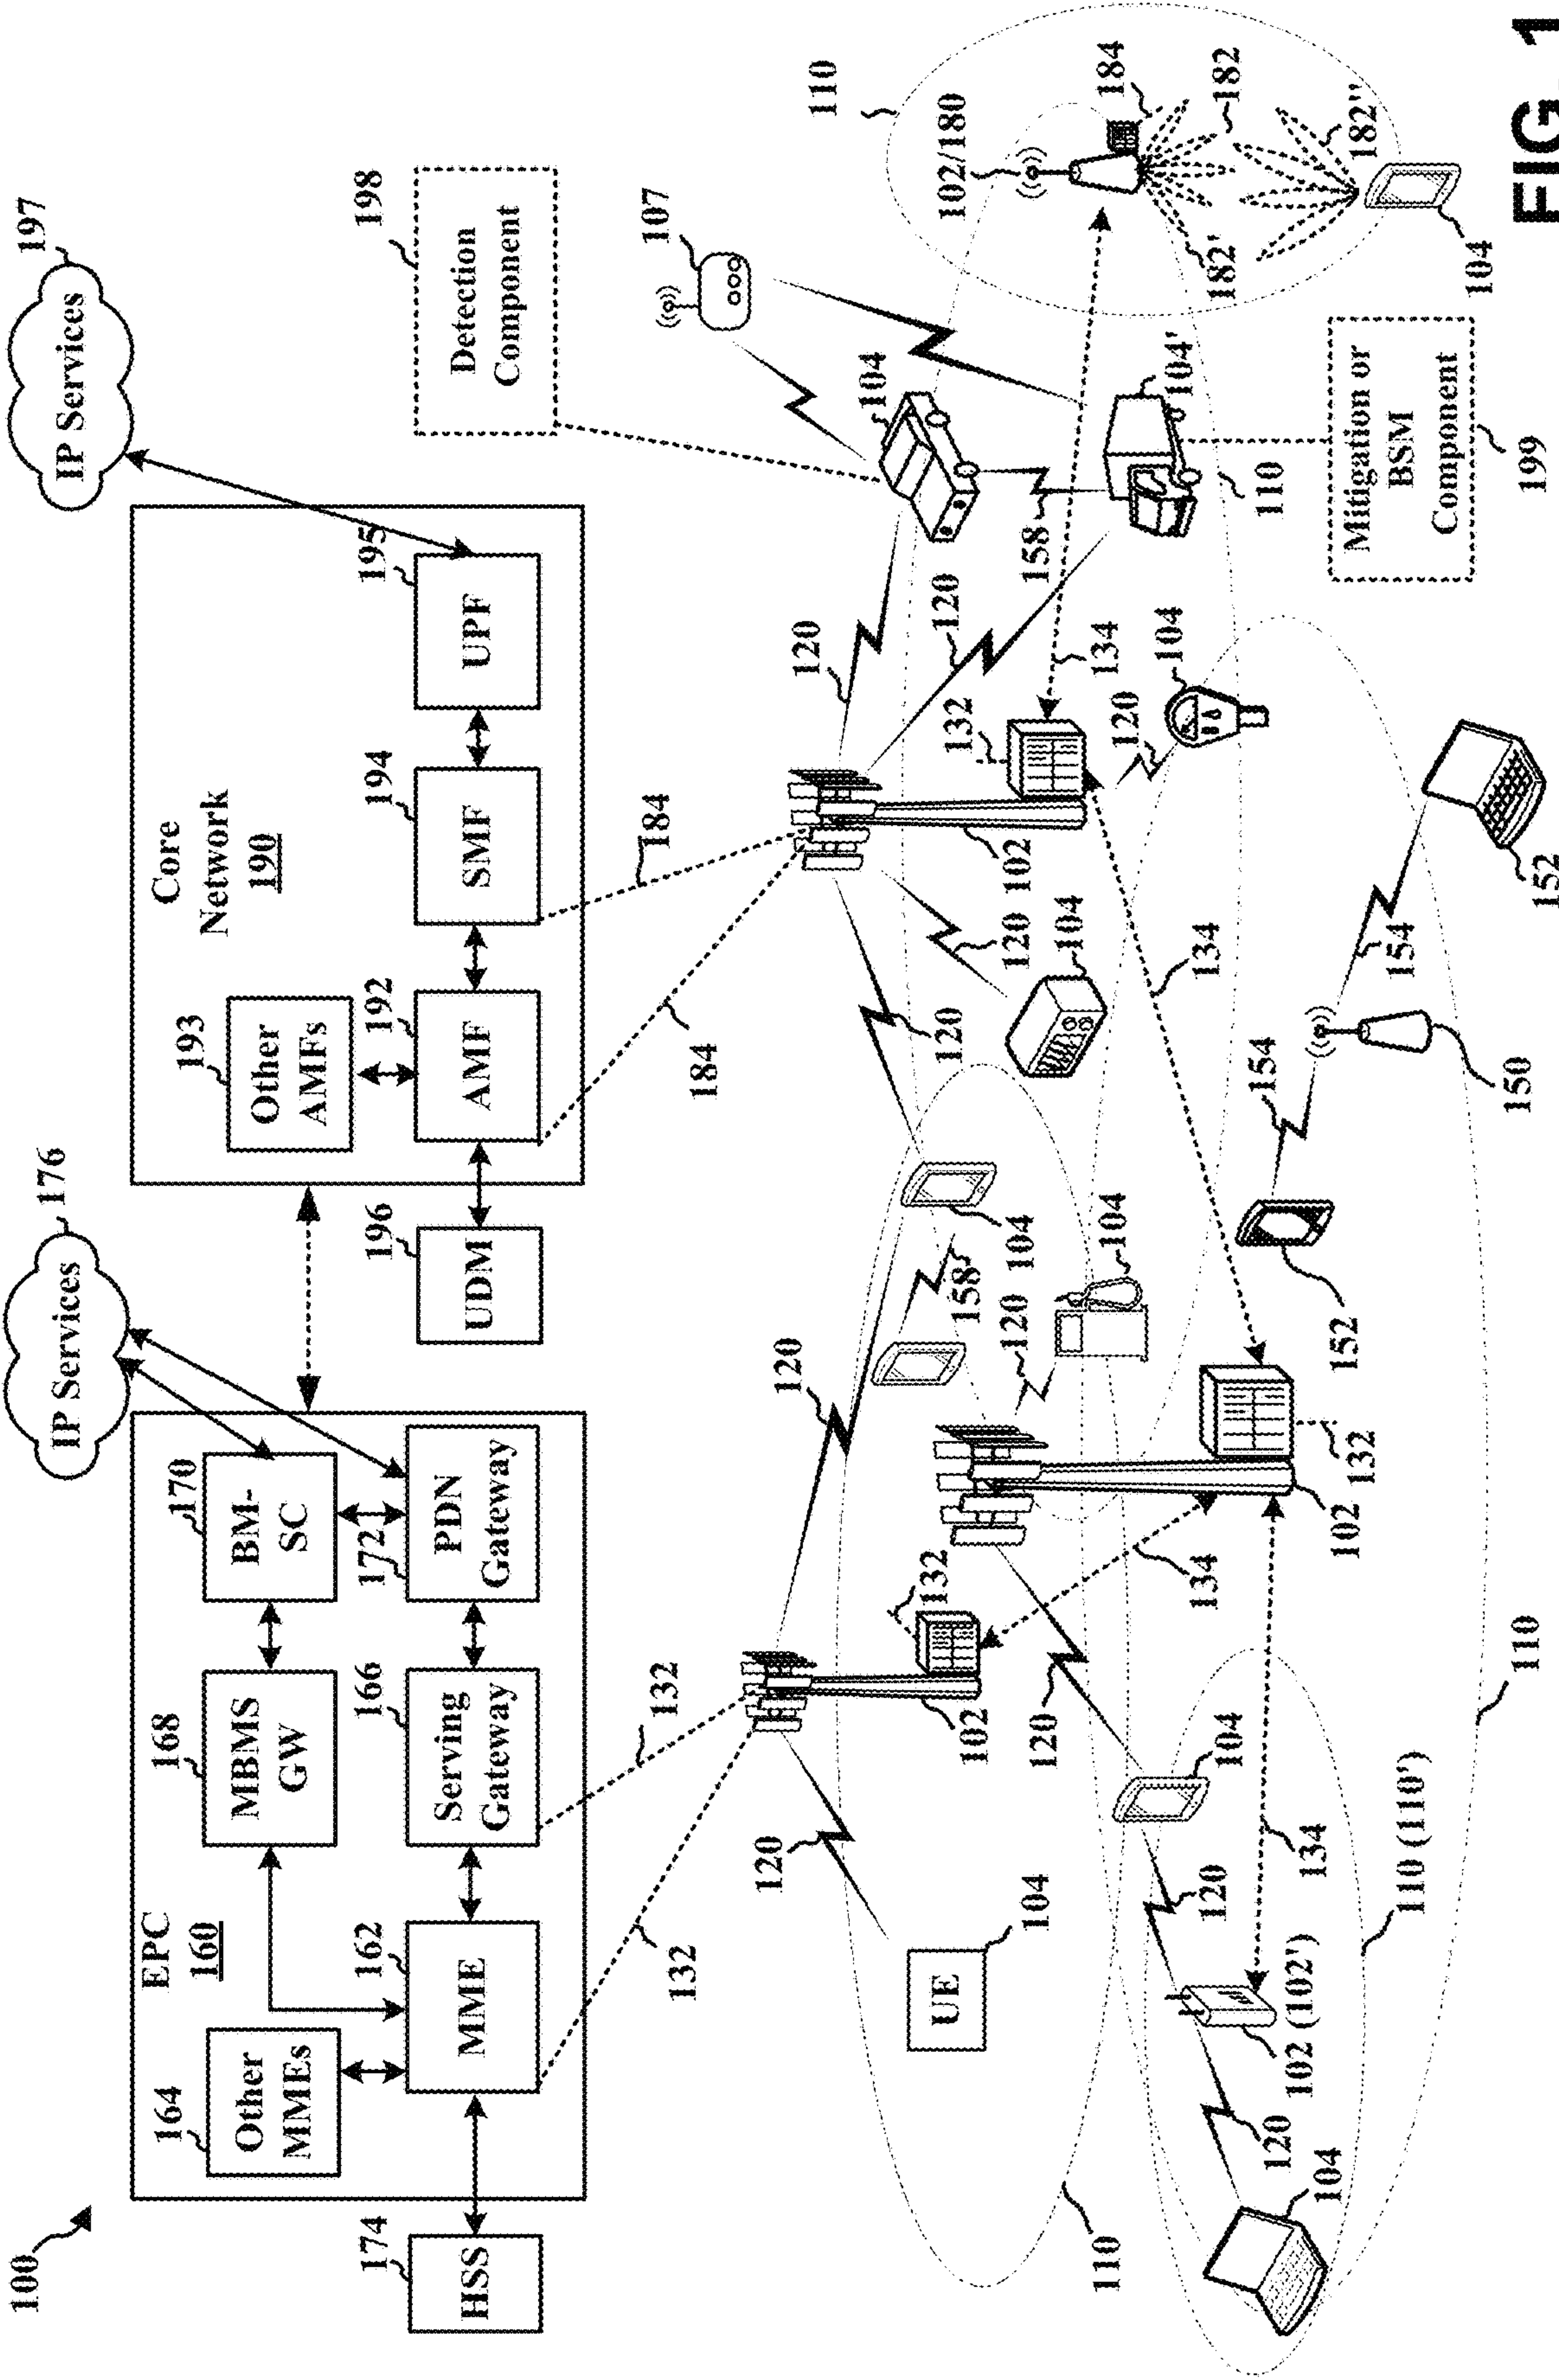 100
EPC
160
164
Other
MMEs
168
MBMS
GW
170
BM-
SC
176
IP Services
174
HSS
162
MME
166
Serving
Gateway
172
PDN
Gateway
Core
Network
190
193
Other
AMFs
197
IP Services
196
UDM
192
AMF
194
SMF
195
UPF
198
Detection
Component
132
132
184
184
107
120
120
120
120
120
104
110
102/180
184
182
182'
182"
104
UE
104
102
132
158
104
120
104
120
104
102
132
134
120
104
158
104'
110
110
120
104
134
102
132
134
120
104
120
102 (102')
134
110 (110')
120
104
152
154
150
154
152
134
110
Mitigation or
BSM
Component
199
FIG. 1